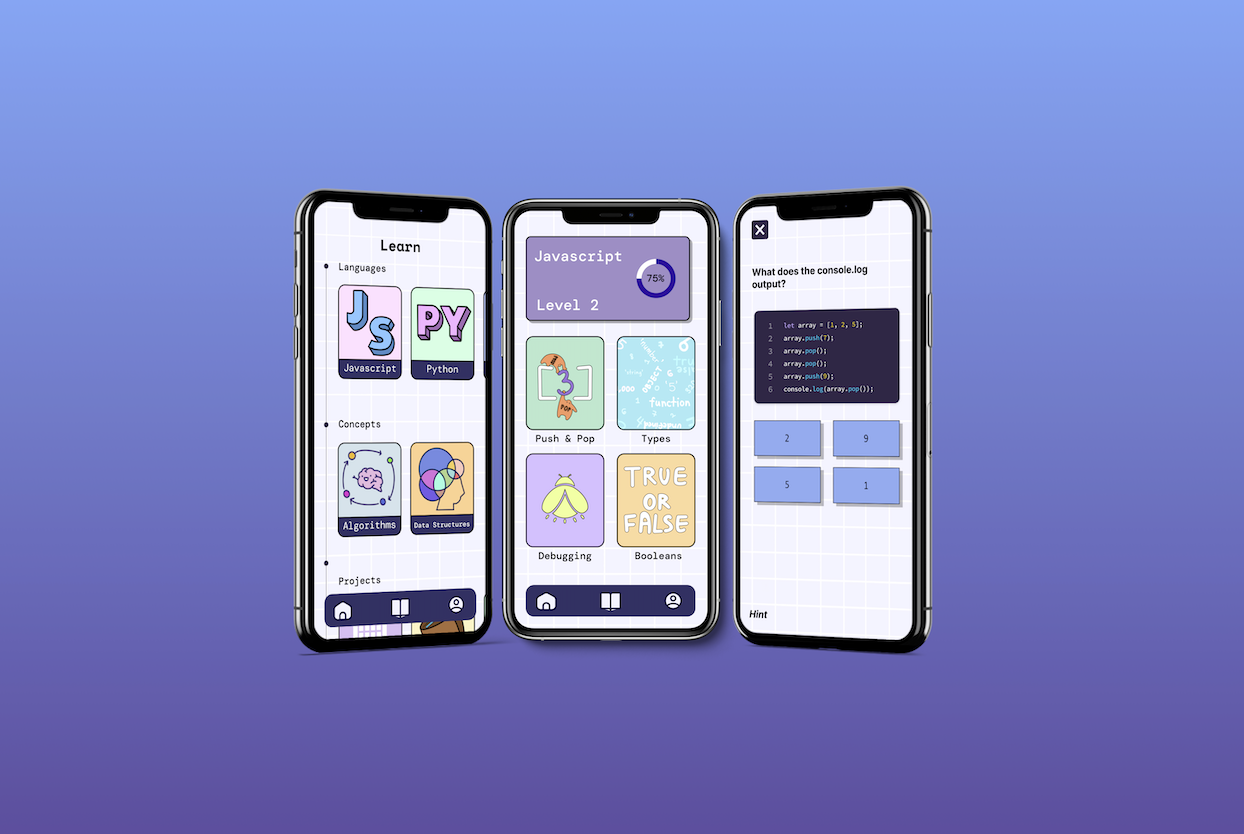 Learn
Languages
JS
PY
Javascript
Python
Concepts
Algorithms
Data Structures
Projects
Javascript
75%
Level 2
3
POP
Push & Pop
OBJECT
function
Types
Debugging
TRUE
OR
FALSE
Booleans
X
What does the console.log
output?
1 let array = [1, 2, 5];
2 array.push(7);
3 array.pop();
4 array.pop();
5 array.push(9);
6 console.log(array.pop());
2
9
5
1
Hint